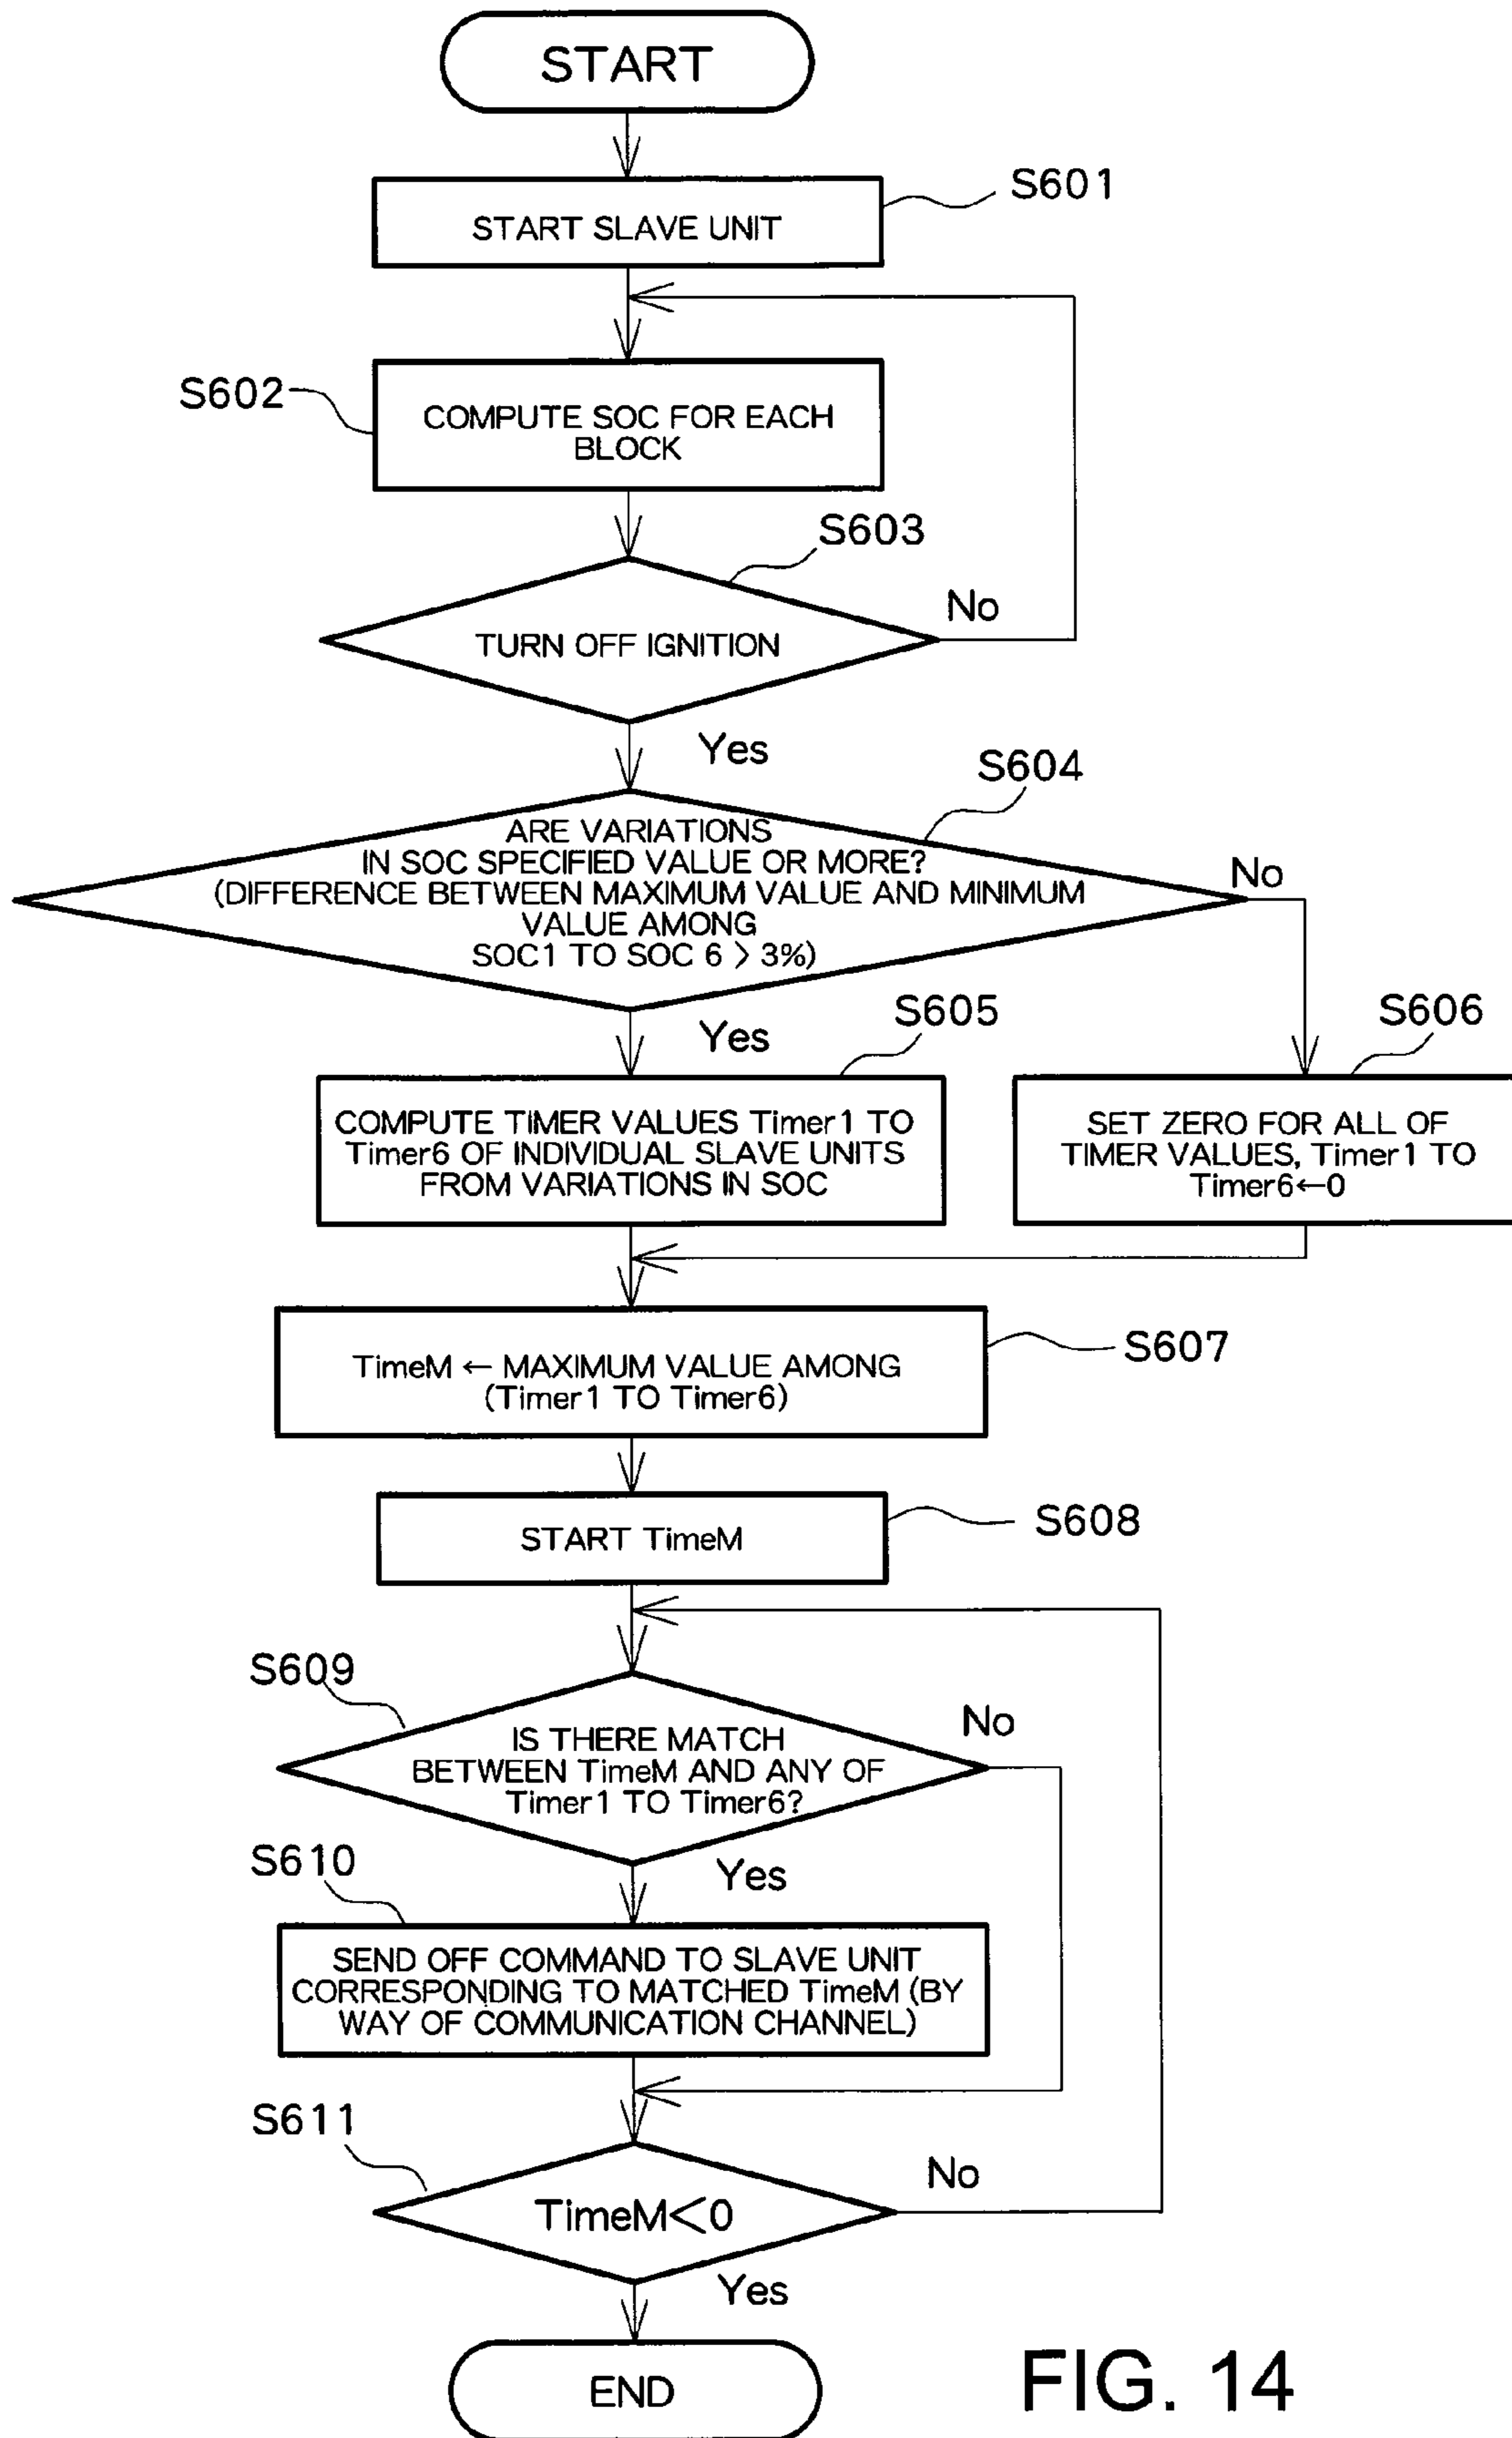 START
S601
START SLAVE UNIT
S602
COMPUTE SOC FOR EACH
BLOCK
S603
No
TURN OFF IGNITION
Yes
S604
ARE VARIATIONS
IN SOC SPECIFIED VALUE OR MORE?
No
(DIFFERENCE BETWEEN MAXIMUM VALUE AND MINIMUM
VALUE AMONG
SOC1 TO SOC 6 > 3%)
Yes
S605
S606
COMPUTE TIMER VALUES Timer1 TO
Timer6 OF INDIVIDUAL SLAVE UNITS
FROM VARIATIONS IN SOC
SET ZERO FOR ALL OF
TIMER VALUES, Timer1 TO
Timer6←0
S607
TimeM ← MAXIMUM VALUE AMONG
(Timer1 TO Timer6)
S608
START TimeM
S609
No
IS THERE MATCH
BETWEEN TimeM AND ANY OF
Timer1 TO Timer6?
S610
Yes
SEND OFF COMMAND TO SLAVE UNIT
CORRESPONDING TO MATCHED TimeM (BY
WAY OF COMMUNICATION CHANNEL)
S611
No
TimeM<0
Yes
END
FIG. 14